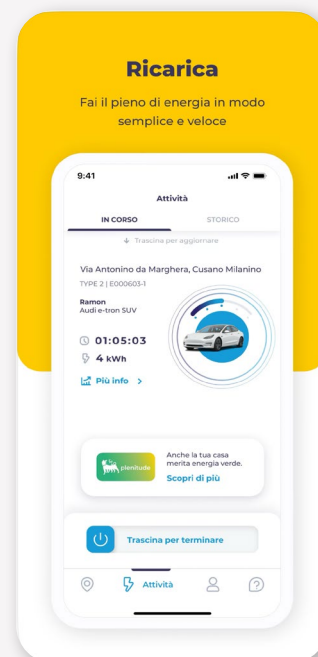 Ricarica
Fai il pieno di energia in modo
semplice e veloce
9:41
Attività
IN CORSO
STORICO
Trascina per aggiornare
Via Antonino da Marghera, Cusano Milanino
TYPE 2 | E000603-1
Ramon
Audi e-tron SUV
01:05:03
4 kWh
Più info >
plenitude
Anche la tua casa
merita energia verde.
Scopri di più
Trascina per terminare
Attività